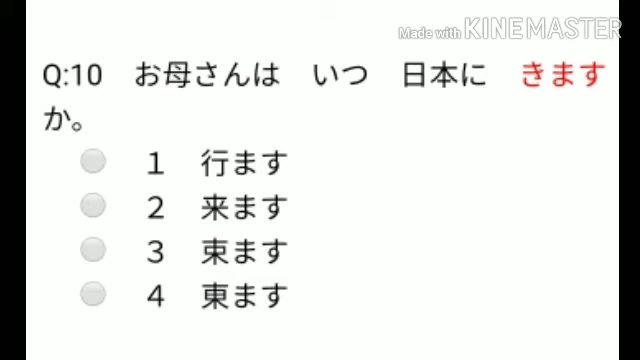 Made with KINEMASTER
Q:10　お母さんは　いつ　日本に　きます
か。
１　行ます
２　来ます
３　束ます
４　東ます